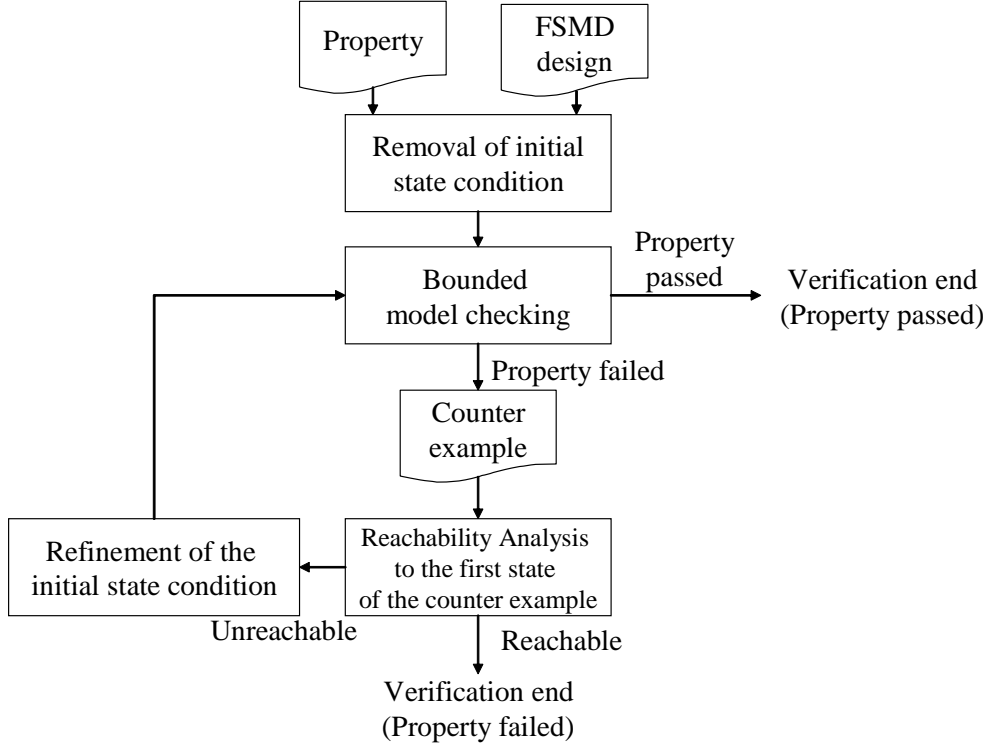 Property
FSMD
design
Removal of initial
state condition
Bounded
model checking
Property
passed
Verification end
(Property passed)
Property failed
Counter
example
Reachability Analysis
to the first state
of the counter example
Refinement of the
initial state condition
Unreachable
Reachable
Verification end
(Property failed)